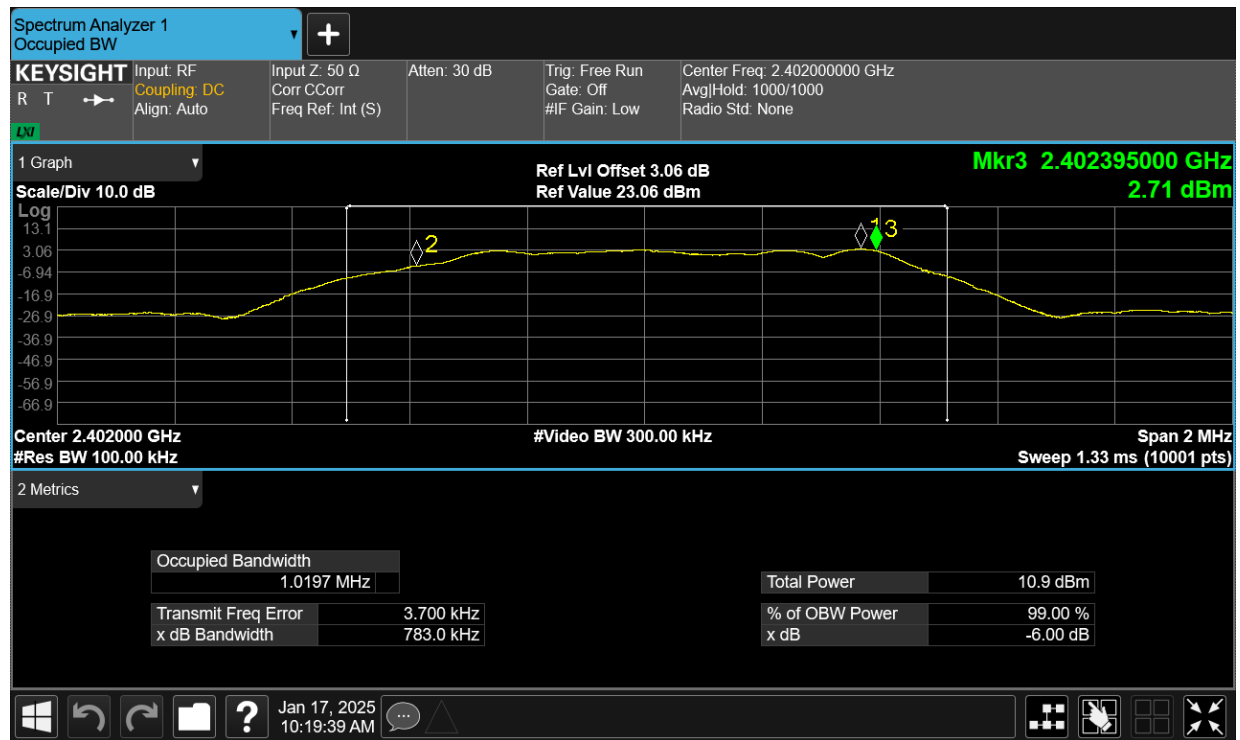 Spectrum Analyzer 1
Occupied BW
KEYSIGHT
R T
LXI
Input: RF
Coupling: DC
Align: Auto
Input Z: 50 Ω
Corr CCorr
Freq Ref: Int (S)
Atten: 30 dB
Trig: Free Run
Gate: Off
#IF Gain: Low
Center Freq: 2.402000000 GHz
Avg|Hold: 1000/1000
Radio Std: None
1 Graph
Scale/Div 10.0 dB
Ref Lvl Offset 3.06 dB
Ref Value 23.06 dBm
Mkr3 2.402395000 GHz
2.71 dBm
Log
13.1
3.06
-6.94
-16.9
-26.9
-36.9
-46.9
-56.9
-66.9
2
1
3
Center 2.402000 GHz
#Video BW 300.00 kHz
Span 2 MHz
#Res BW 100.00 kHz
Sweep 1.33 ms (10001 pts)
2 Metrics
Occupied Bandwidth
1.0197 MHz
Total Power 10.9 dBm
Transmit Freq Error 3.700 kHz
% of OBW Power 99.00 %
x dB Bandwidth 783.0 kHz
x dB -6.00 dB
?
Jan 17, 2025
10:19:39 AM